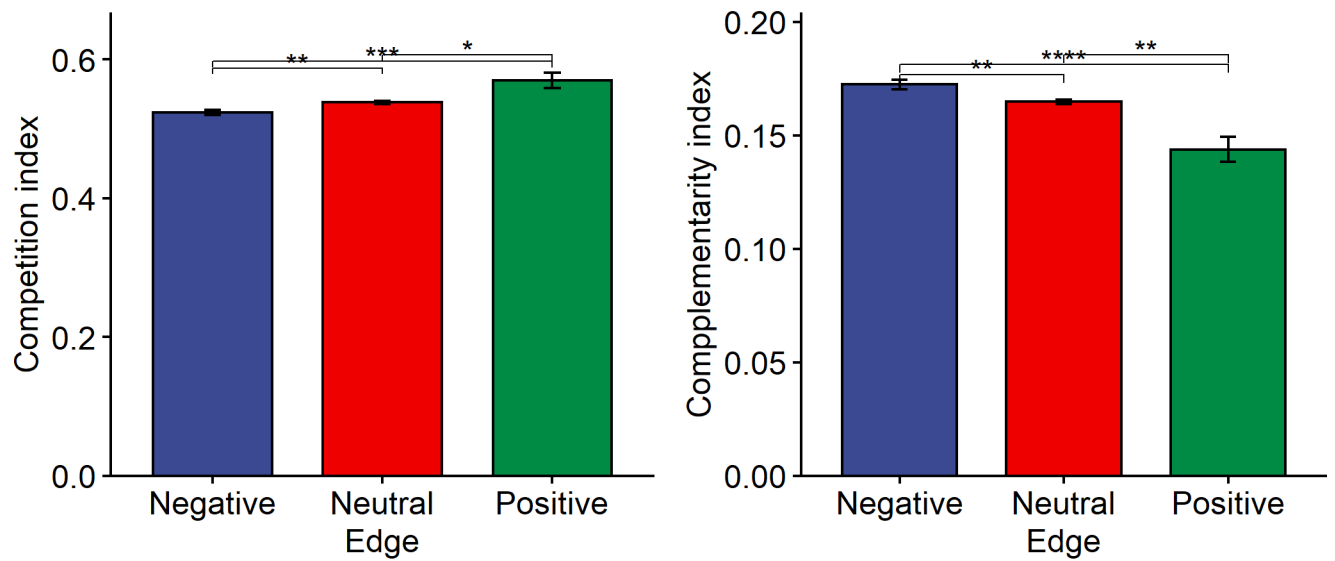 Competition index
0.6
0.4
0.2
0.0
** *** *
Negative Neutral Positive
Edge
Compplementarity index
0.20
0.15
0.10
0.05
0.00
** **** **
Negative Neutral Positive
Edge